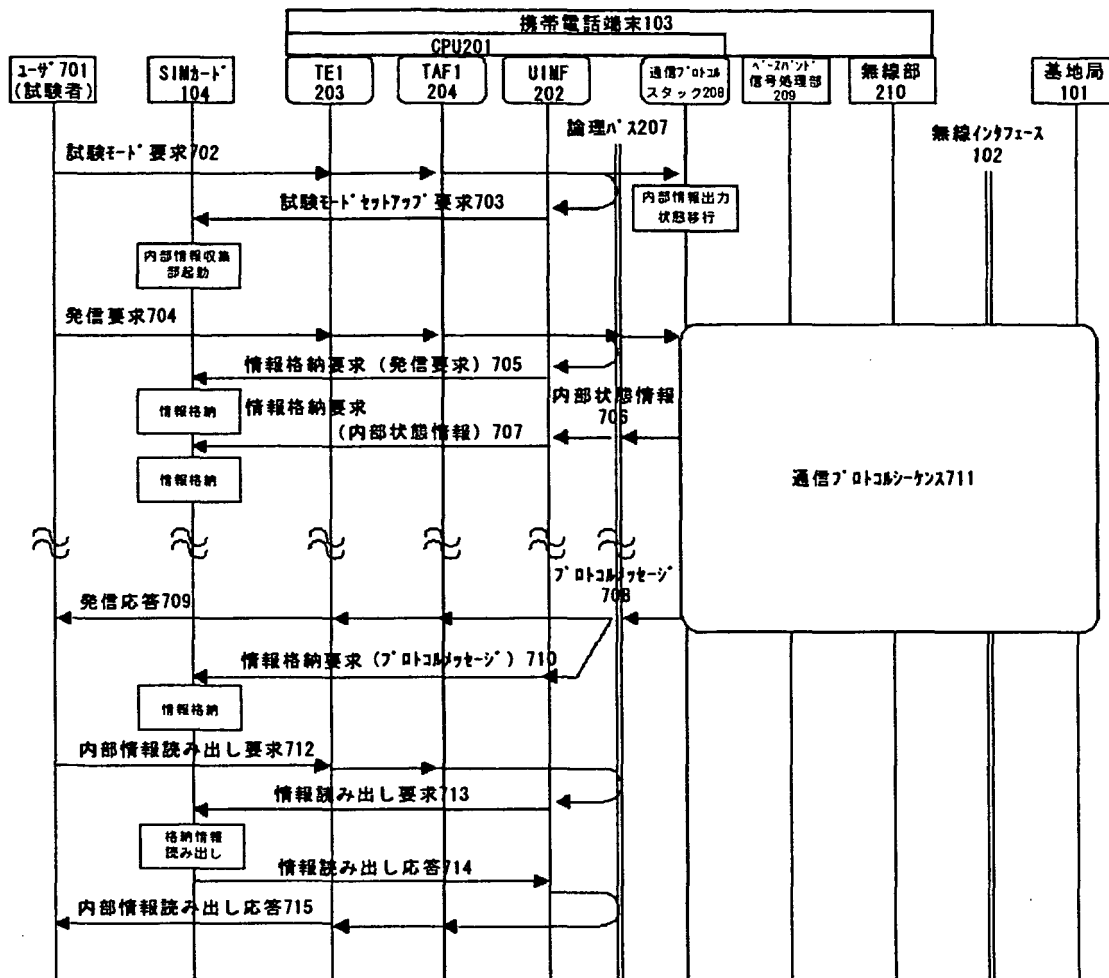 携帯電話端末103
CPU201
ﾕｰｻﾞ701
(試験者)
SIMｶｰﾄﾞ
104
TE1
203
TAF1
204
UIMF
202
通信ﾌﾟﾛﾄｺﾙ
スタック208
ﾍﾞｰｽﾊﾞﾝﾄﾞ
信号処理部
209
無線部
210
基地局
101
論理ﾊﾞｽ207
無線ｲﾝﾀﾌｪｰｽ
102
試験ﾓｰﾄﾞ要求702
試験ﾓｰﾄﾞｾｯﾄｱｯﾌﾟ要求703
内部情報出力
状態移行
内部情報収集
部起動
発信要求704
情報格納要求（発信要求）705
情報格納
内部状態情報
706
情報格納要求
（内部状態情報）707
情報格納
通信ﾌﾟﾛﾄｺﾙｼｰｹﾝｽ711
ﾌﾟﾛﾄｺﾙﾒｯｾｰｼﾞ
708
発信応答709
情報格納要求（ﾌﾟﾛﾄｺﾙﾒｯｾｰｼﾞ）710
情報格納
内部情報読み出し要求712
情報読み出し要求713
格納情報
読み出し
情報読み出し応答714
内部情報読み出し応答715